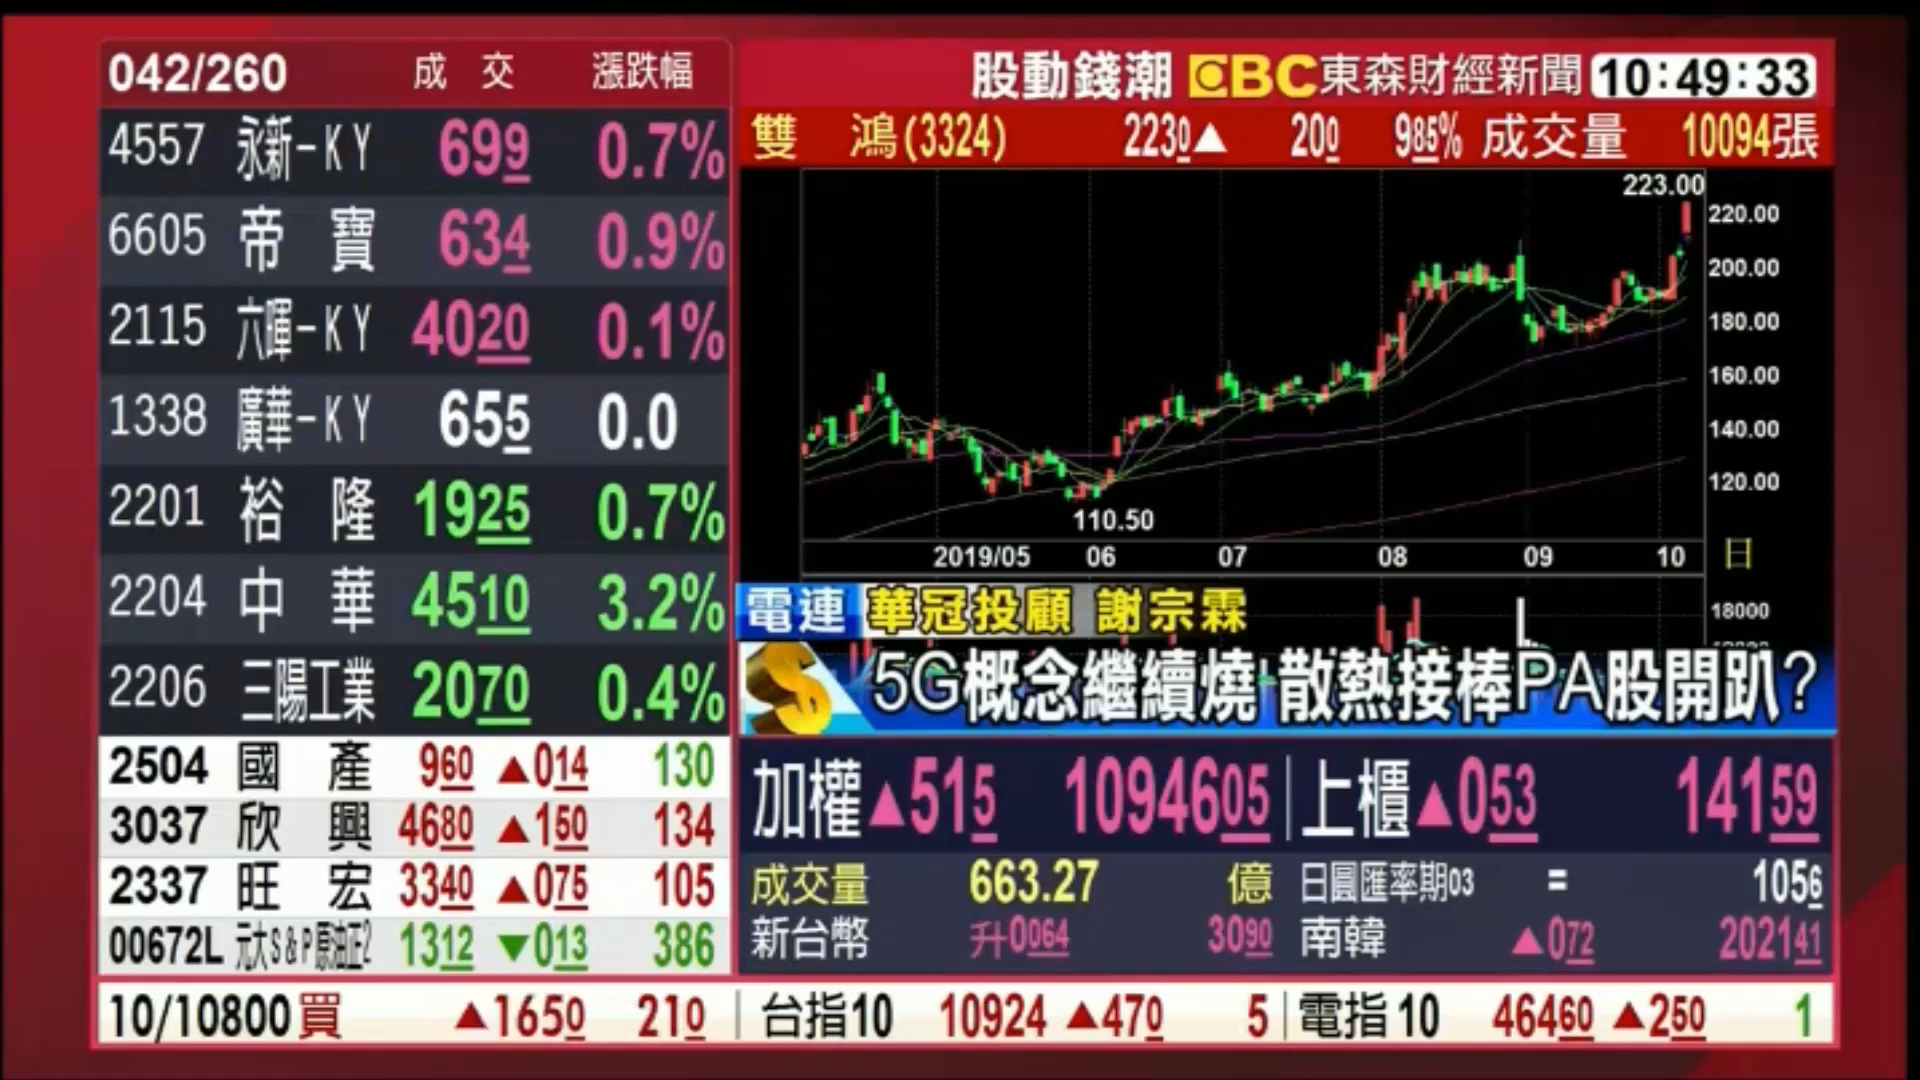 042/260 成交 漲跌幅
4557 永新-KY 699 0.7%
6605 帝寶 634 0.9%
2115 六暉-KY 4020 0.1%
1338 廣華-KY 655 0.0
2201 裕隆 1925 0.7%
2204 中華 4510 3.2%
2206 三陽工業 2070 0.4%
2504 國產 960 ▲014 130
3037 欣興 4680 ▲150 134
2337 旺宏 3340 ▲075 105
00672L 元大S&P原油正2 1312 ▼013 386
股動錢潮 EBC東森財經新聞 10:49:33
雙鴻(3324) 2230▲ 200 985% 成交量 10094張
223.00
220.00
200.00
180.00
160.00
140.00
120.00
110.50
2019/05 06 07 08 09 10 日
18000
電連 華冠投顧 謝宗霖
5G概念繼續燒 散熱接棒PA股開趴?
加權▲515 1094605 上櫃▲053 14159
成交量 663.27 億 日圓匯率期03 = 1056
新台幣 升0064 3090 南韓 ▲072 202141
10/10800買 ▲1650 210 台指10 10924 ▲470 5 電指10 46460 ▲250 1